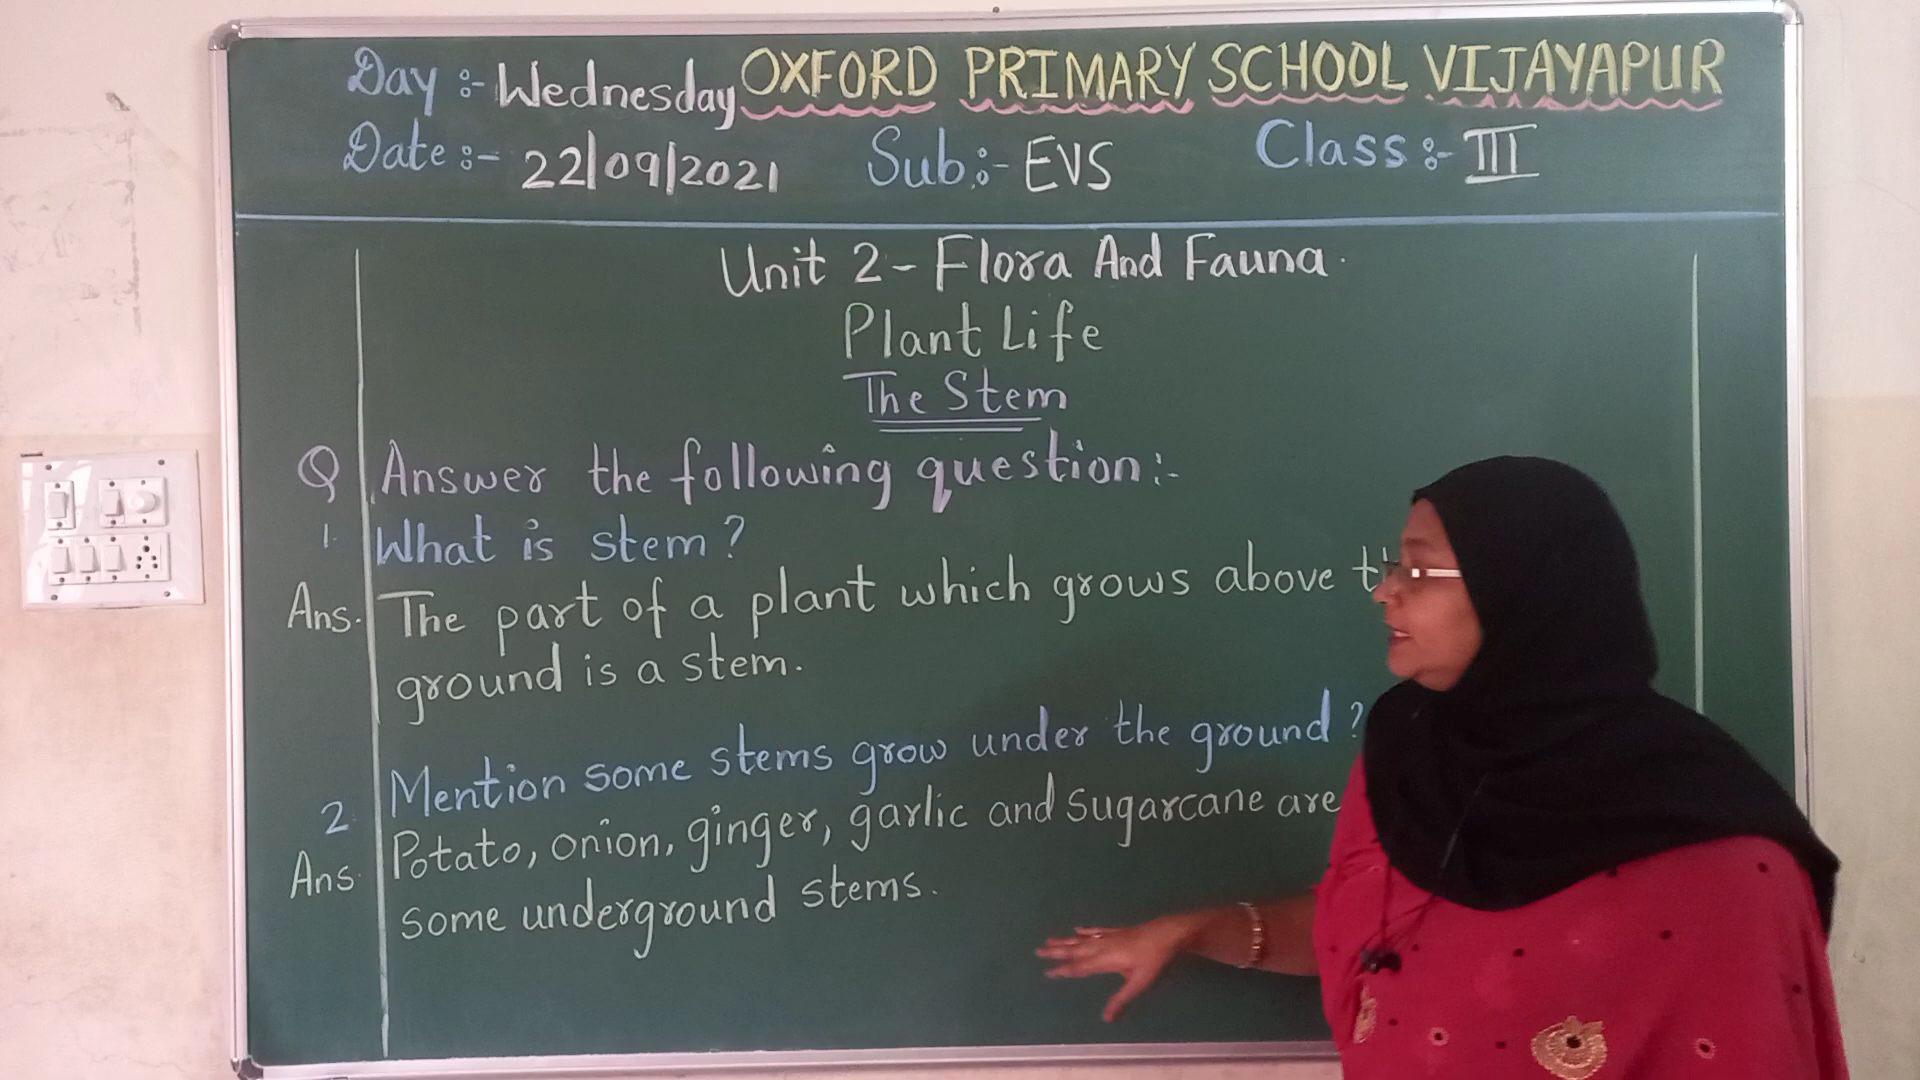 Day :- Wednesday OXFORD PRIMARY SCHOOL VIJAYAPUR
Date :- 22/09/2021 Sub :- EVS Class :- III
Unit 2 - Flora And Fauna.
Plant Life
The Stem
Q Answer the following question :-
1. What is stem ?
Ans. The part of a plant which grows above
ground is a stem.
2. Mention some stems grow under the ground ?
Ans. Potato, onion, ginger, garlic and Sugarcane are
some underground stems.